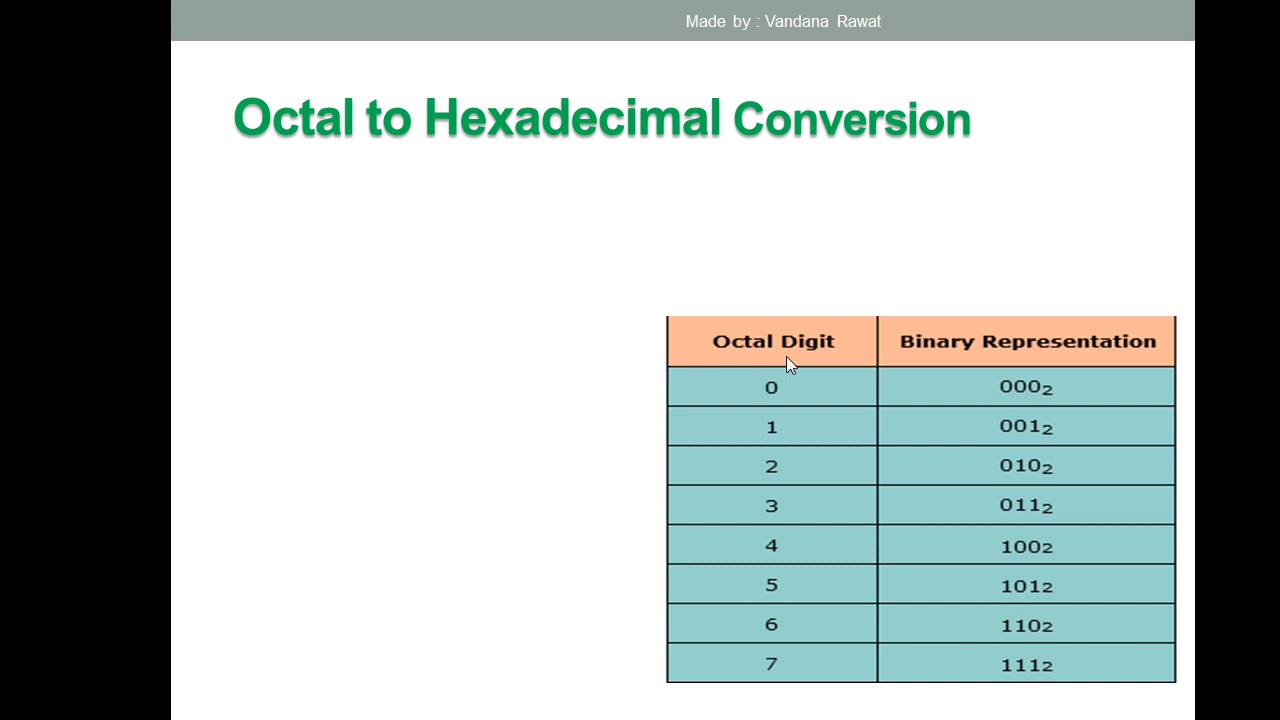 Made by : Vandana Rawat
Octal to Hexadecimal Conversion
Octal Digit Binary Representation
0 000₂
1 001₂
2 010₂
3 011₂
4 100₂
5 101₂
6 110₂
7 111₂